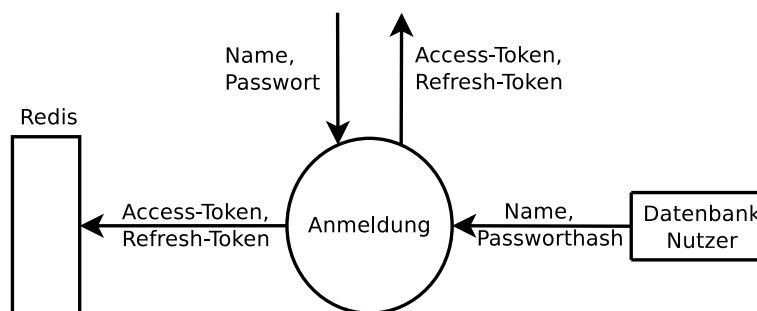 Name,
Passwort
Access-Token,
Refresh-Token
Redis
Access-Token,
Refresh-Token
Anmeldung
Name,
Passworthash
Datenbank
Nutzer